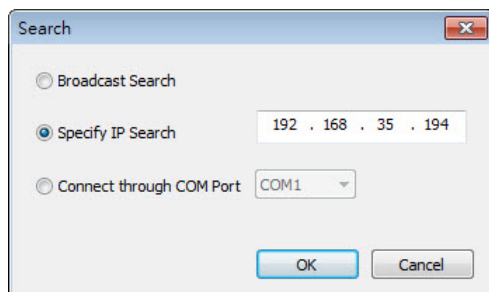 Search
Broadcast Search
Specify IP Search 192 . 168 . 35 . 194
Connect through COM Port COM1
OK Cancel